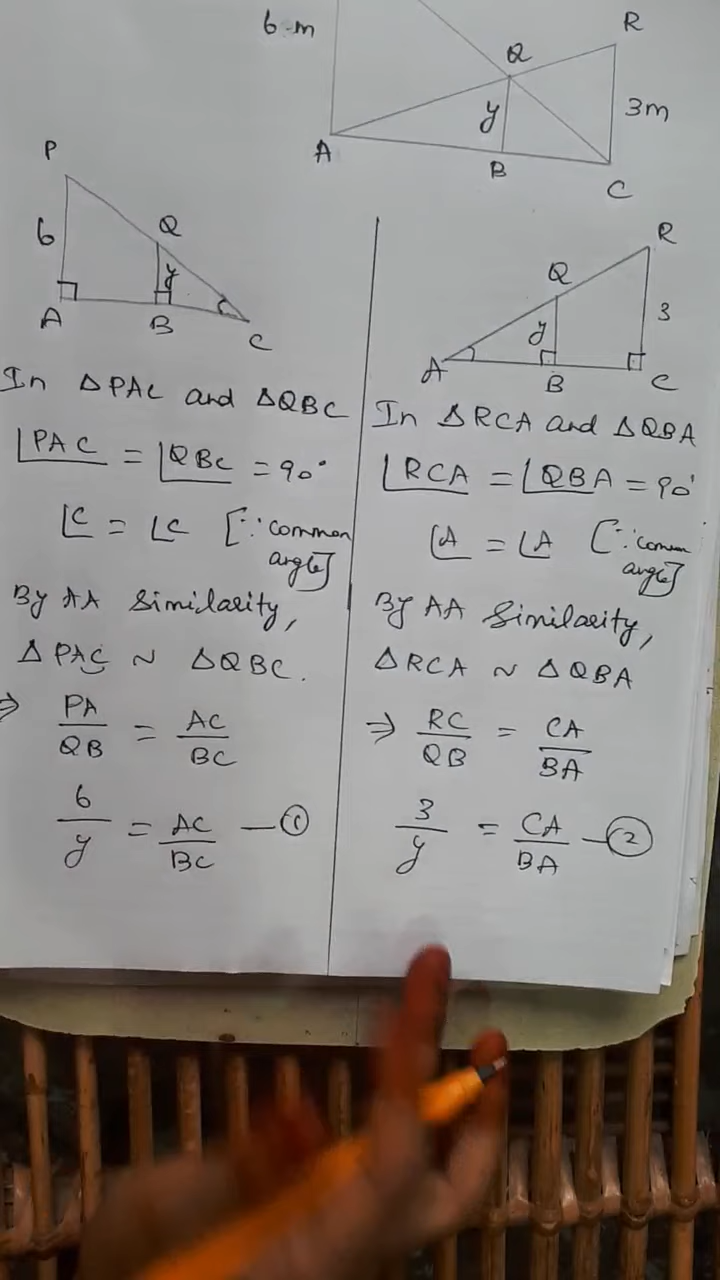 6-m
R
Q
y
3m
A
B
C
P
6
Q
y
A
B
C
R
Q
3
y
A
B
C
In ΔPAC and ΔQBC
∠PAC = ∠QBC = 90°
∠C = ∠C [∵ common
angle]
By AA Similarity,
ΔPAC ~ ΔQBC.
⇒ PA/QB = AC/BC
6/y = AC/BC —①
In ΔRCA and ΔQBA
∠RCA = ∠QBA = 90°
∠A = ∠A [∵ common
angle]
By AA Similarity,
ΔRCA ~ ΔQBA
⇒ RC/QB = CA/BA
3/y = CA/BA —②